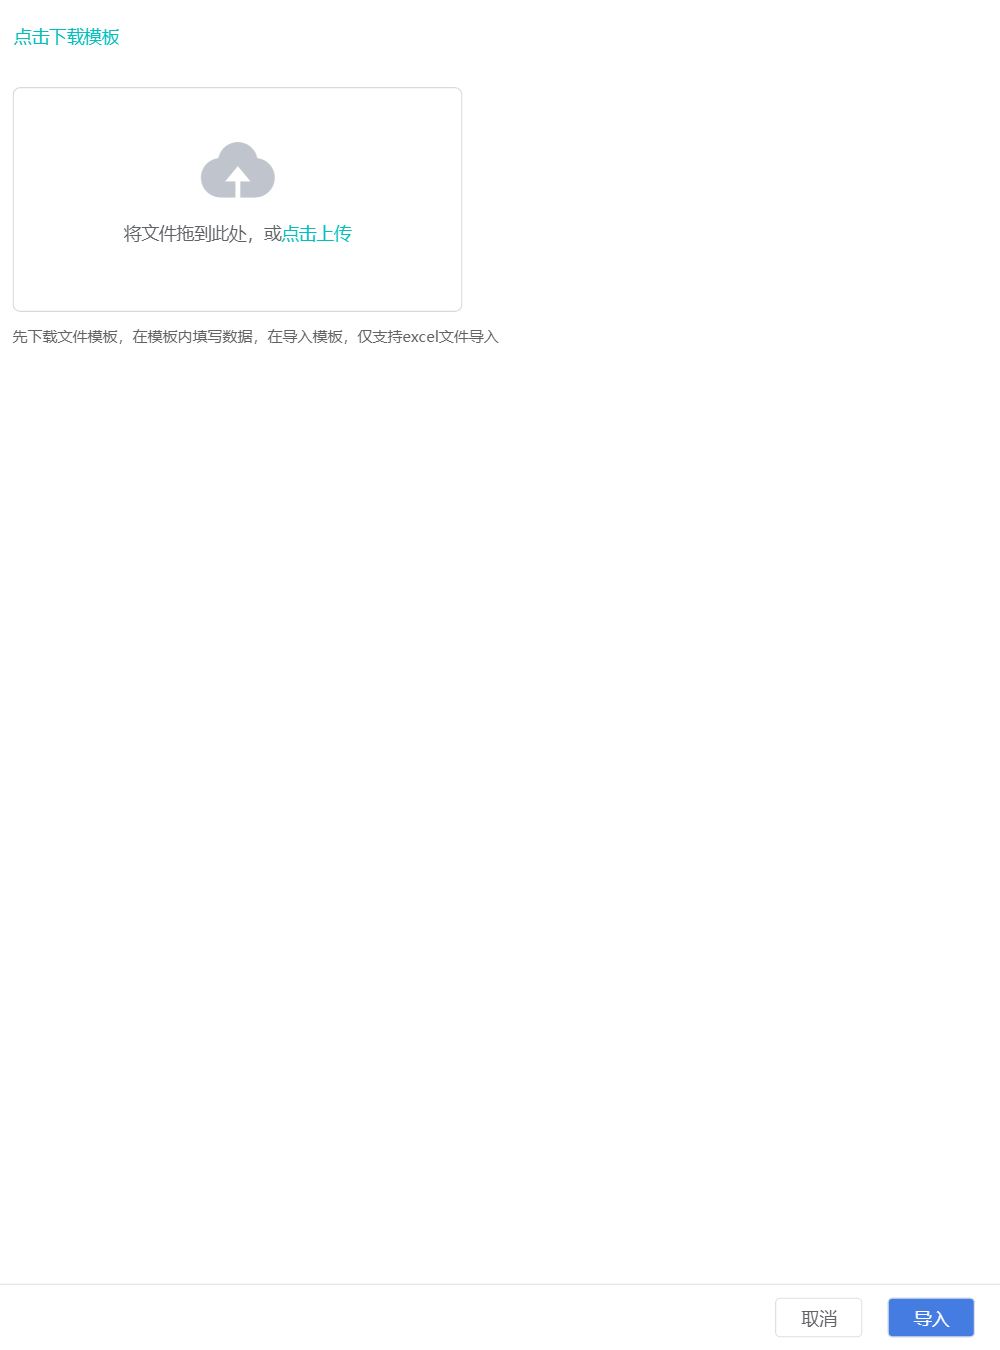 点击下载模板
将文件拖到此处，或点击上传
先下载文件模板，在模板内填写数据，在导入模板，仅支持excel文件导入
取消
导入